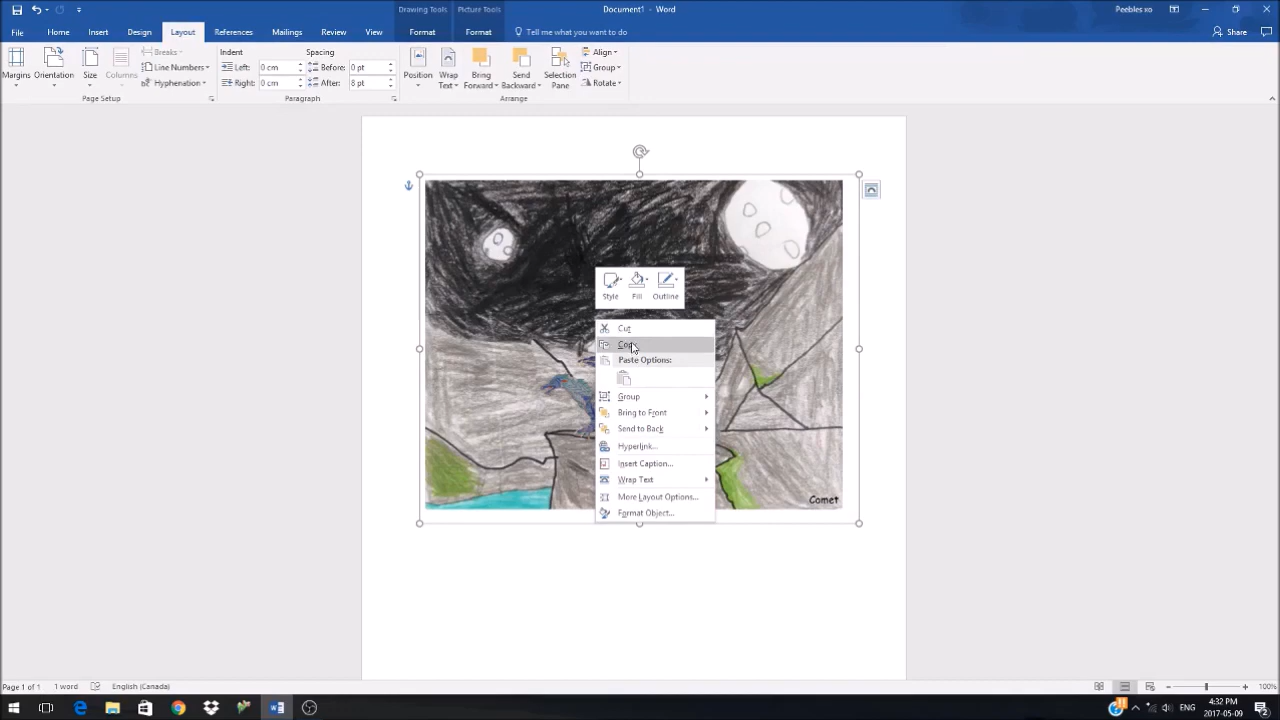 Drawing Tools Picture Tools Document1 - Word Peebles xo
File Home Insert Design Layout References Mailings Review View Format Format Tell me what you want to do Share
Breaks Indent Spacing
Line Numbers Left: 0 cm Before: 0 pt
Hyphenation Right: 0 cm After: 8 pt
Margins Orientation Size Columns Position Wrap Text Bring Forward Send Backward Selection Pane Align Group Rotate
Page Setup Paragraph Arrange
Style Fill Outline
Cut
Copy
Paste Options:
Group
Bring to Front
Send to Back
Hyperlink...
Insert Caption...
Wrap Text
More Layout Options...
Format Object...
Comet
Page 1 of 1 1 word English (Canada) 100%
ENG 4:32 PM
2017-05-09